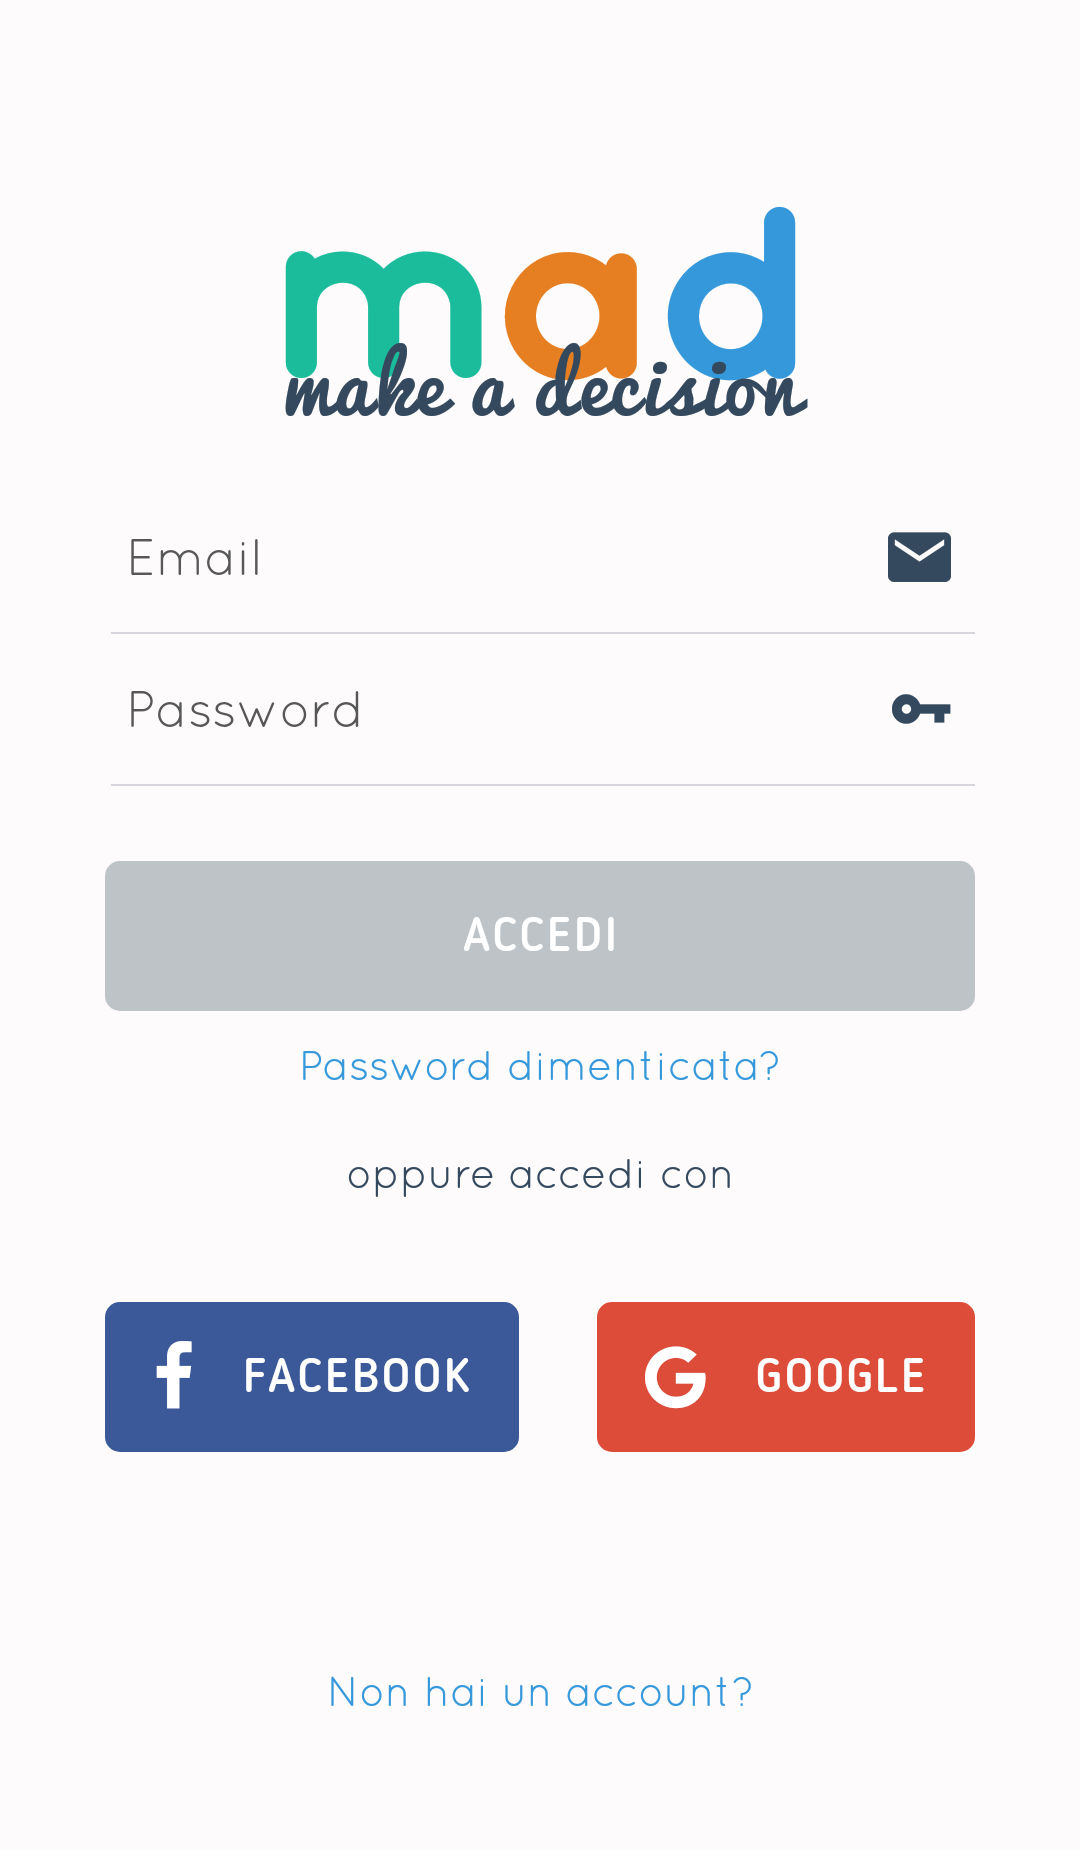 mad
make a decision
Email
Password
ACCEDI
Password dimenticata?
oppure accedi con
FACEBOOK
GOOGLE
Non hai un account?